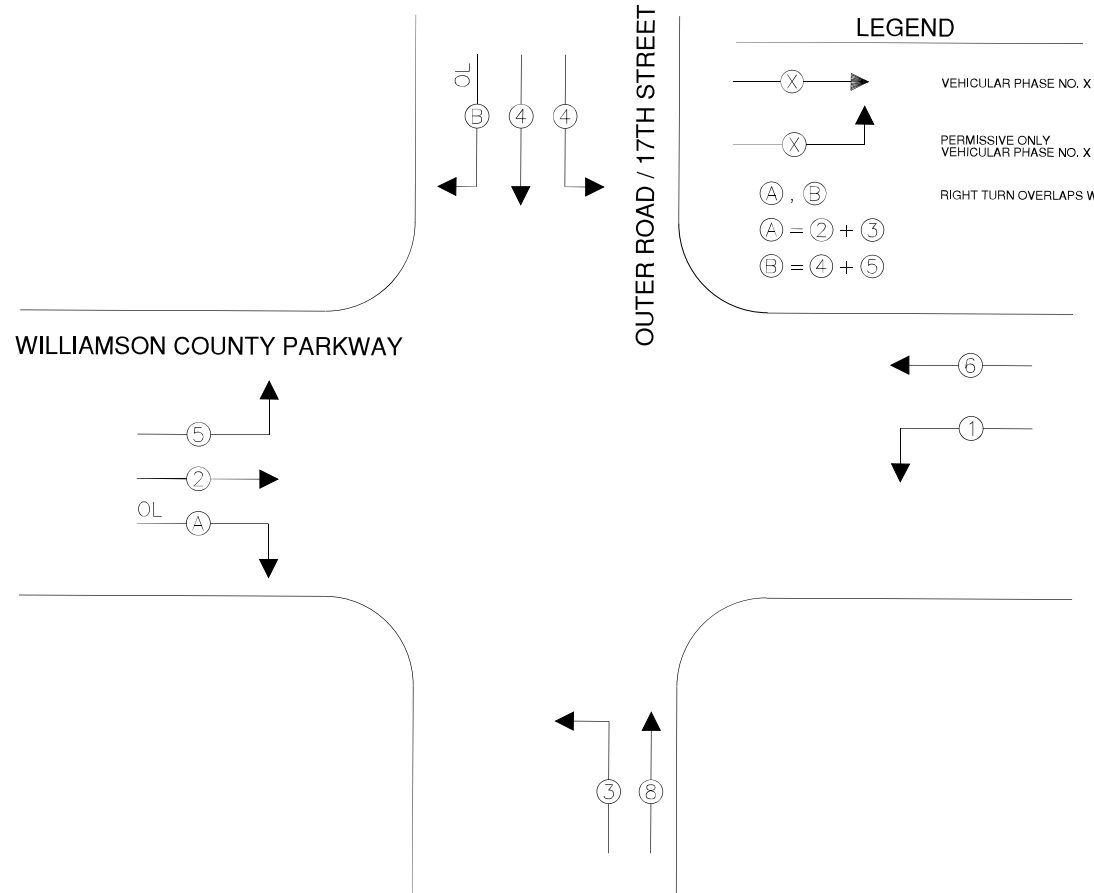 LEGEND
X
VEHICULAR PHASE NO. X
X
PERMISSIVE ONLY
VEHICULAR PHASE NO. X
A , B
RIGHT TURN OVERLAPS W
A = 2 + 3
B = 4 + 5
OUTER ROAD / 17TH STREET
OL
B 4 4
WILLIAMSON COUNTY PARKWAY
6
1
5
2
OL
A
3 8